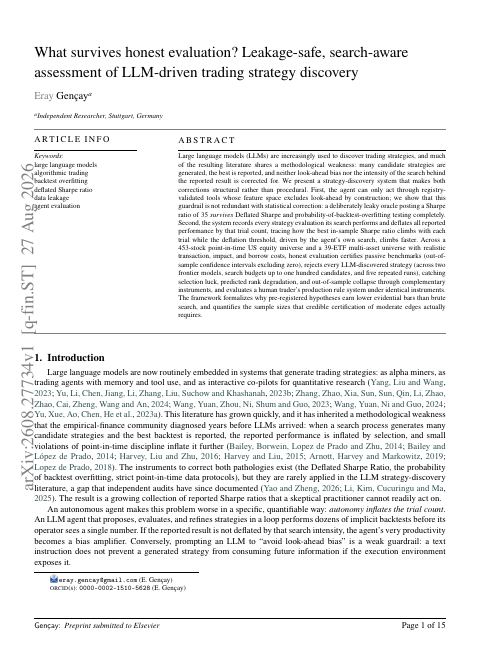 What survives honest evaluation? Leakage-safe, search-aware
assessment of LLM-driven trading strategy discovery
Eray Gençay^a
^aIndependent Researcher, Stuttgart, Germany
ARTICLE INFO
Keywords:
large language models
algorithmic trading
backtest overfitting
deflated Sharpe ratio
data leakage
agent evaluation
ABSTRACT
Large language models (LLMs) are increasingly used to discover trading strategies, and much
of the resulting literature shares a methodological weakness: many candidate strategies are
generated, the best is reported, and neither look-ahead bias nor the intensity of the search behind
the reported result is corrected for. We present a strategy-discovery system that makes both
corrections structural rather than procedural. First, the agent can only act through registry-
validated tools whose feature space excludes look-ahead by construction; we show that this
guardrail is not redundant with statistical correction: a deliberately leaky oracle posting a Sharpe
ratio of 35 survives Deflated Sharpe and probability-of-backtest-overfitting testing completely.
Second, the system records every strategy evaluation its search performs and deflates all reported
performance by that trial count, tracing how the best in-sample Sharpe ratio climbs with each
trial while the deflation threshold, driven by the agent's own search, climbs faster. Across a
453-stock point-in-time US equity universe and a 39-ETF multi-asset universe with realistic
transaction, impact, and borrow costs, honest evaluation certifies passive benchmarks (out-of-
sample confidence intervals excluding zero), rejects every LLM-discovered strategy (across two
frontier models, search budgets up to one hundred candidates, and five repeated runs), catching
selection luck, predicted rank degradation, and out-of-sample collapse through complementary
instruments, and evaluates a human trader's production rule system under identical instruments.
The framework formalizes why pre-registered hypotheses earn lower evidential bars than brute
search, and quantifies the sample sizes that credible certification of moderate edges actually
requires.
1. Introduction
Large language models are now routinely embedded in systems that generate trading strategies: as alpha miners, as
trading agents with memory and tool use, and as interactive co-pilots for quantitative research (Yang, Liu and Wang,
2023; Yu, Li, Chen, Jiang, Li, Zhang, Liu, Suchow and Khashanah, 2023b; Zhang, Zhao, Xia, Sun, Sun, Qin, Li, Zhao,
Zhao, Cai, Zheng, Wang and An, 2024; Wang, Yuan, Zhou, Ni, Shum and Guo, 2023; Wang, Yuan, Ni and Guo, 2024;
Yu, Xue, Ao, Chen, He et al., 2023a). This literature has grown quickly, and it has inherited a methodological weakness
that the empirical-finance community diagnosed years before LLMs arrived: when a search process generates many
candidate strategies and the best backtest is reported, the reported performance is inflated by selection, and small
violations of point-in-time discipline inflate it further (Bailey, Borwein, Lopez de Prado and Zhu, 2014; Bailey and
López de Prado, 2014; Harvey, Liu and Zhu, 2016; Harvey and Liu, 2015; Arnott, Harvey and Markowitz, 2019;
Lopez de Prado, 2018). The instruments to correct both pathologies exist (the Deflated Sharpe Ratio, the probability
of backtest overfitting, strict point-in-time data protocols), but they are rarely applied in the LLM strategy-discovery
literature, a gap that independent audits have since documented (Yao and Zheng, 2026; Li, Kim, Cucuringu and Ma,
2025). The result is a growing collection of reported Sharpe ratios that a skeptical practitioner cannot readily act on.
An autonomous agent makes this problem worse in a specific, quantifiable way: autonomy inflates the trial count.
An LLM agent that proposes, evaluates, and refines strategies in a loop performs dozens of implicit backtests before its
operator sees a single number. If the reported result is not deflated by that search intensity, the agent's very productivity
becomes a bias amplifier. Conversely, prompting an LLM to “avoid look-ahead bias” is a weak guardrail: a text
instruction does not prevent a generated strategy from consuming future information if the execution environment
exposes it.
eray.gencay@gmail.com (E. Gençay)
ORCID(s): 0000-0002-1510-5628 (E. Gençay)
Gençay: Preprint submitted to Elsevier
Page 1 of 15
arXiv:2608.27734v1 [q-fin.ST] 27 Aug 2026